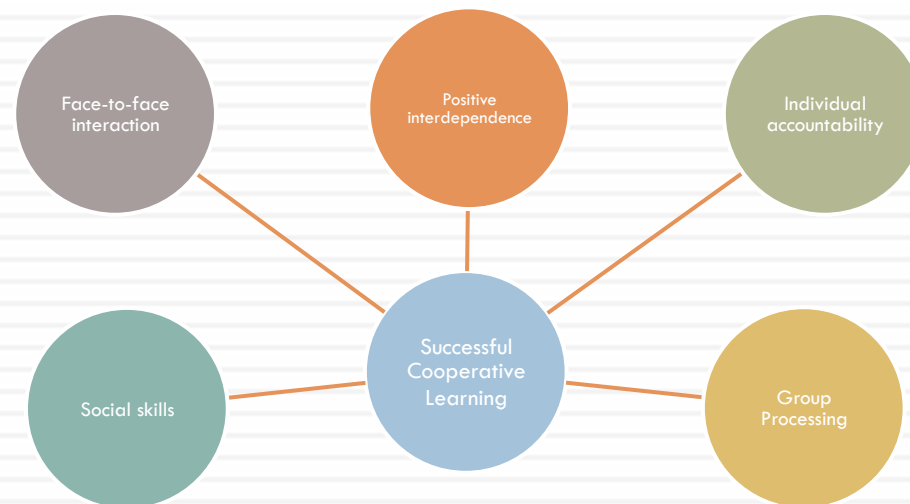 Face-to-face
interaction
Positive
interdependence
Individual
accountability
Successful
Cooperative
Learning
Social skills
Group
Processing